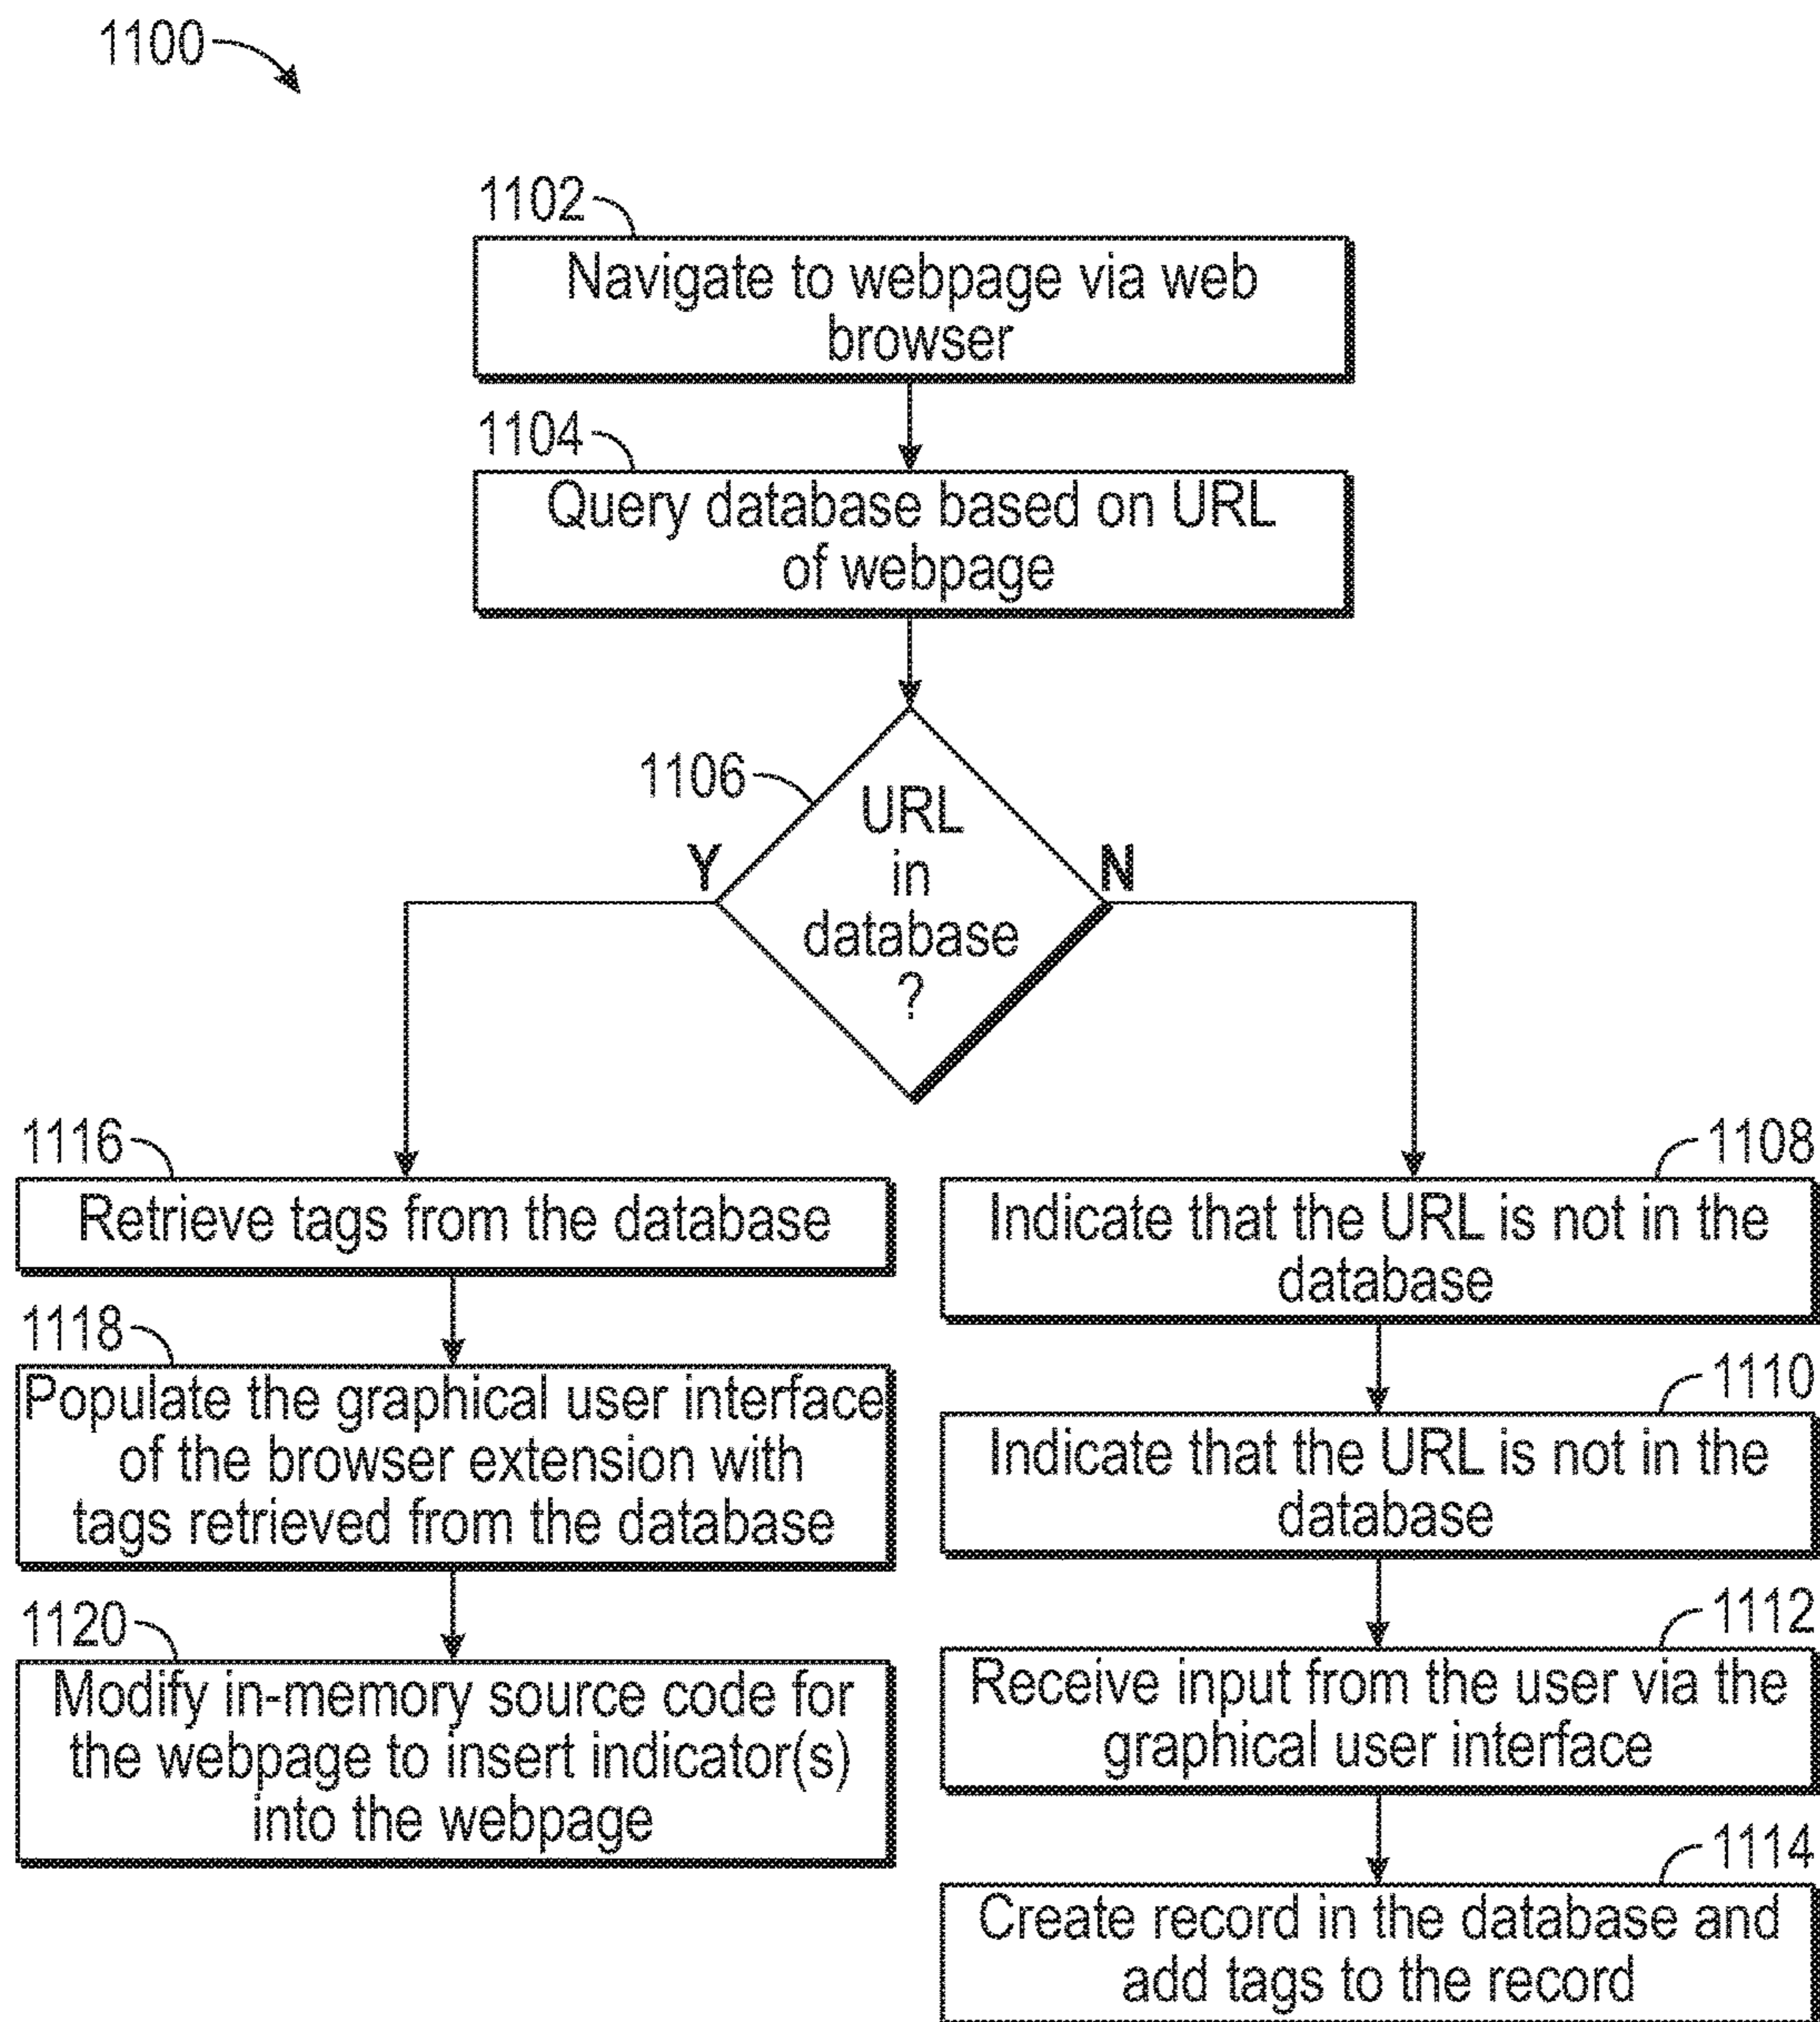 1100
1102
Navigate to webpage via web
browser
1104
Query database based on URL
of webpage
1106
URL
in
database
?
Y
N
1116
Retrieve tags from the database
1118
Populate the graphical user interface
of the browser extension with
tags retrieved from the database
1120
Modify in-memory source code for
the webpage to insert indicator(s)
into the webpage
1108
Indicate that the URL is not in the
database
1110
Indicate that the URL is not in the
database
1112
Receive input from the user via the
graphical user interface
1114
Create record in the database and
add tags to the record